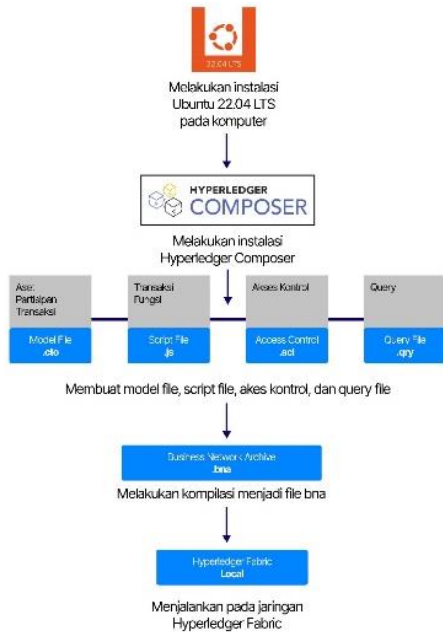 22.04 LTS
Melakukan instalasi
Ubuntu 22.04 LTS
pada komputer
HYPERLEDGER
COMPOSER
Melakukan instalasi
Hyperledger Composer
Aset
Partisipan
Transaksi
Transaksi
Fungsi
Akses Kontrol
Query
Model File
.cto
Script File
.js
Access Control
.acl
Query File
.qry
Membuat model file, script file, akes kontrol, dan query file
Business Network Archive
.bna
Melakukan kompilasi menjadi file bna
Hyperledger Fabric
Local
Menjalankan pada jaringan
Hyperledger Fabric